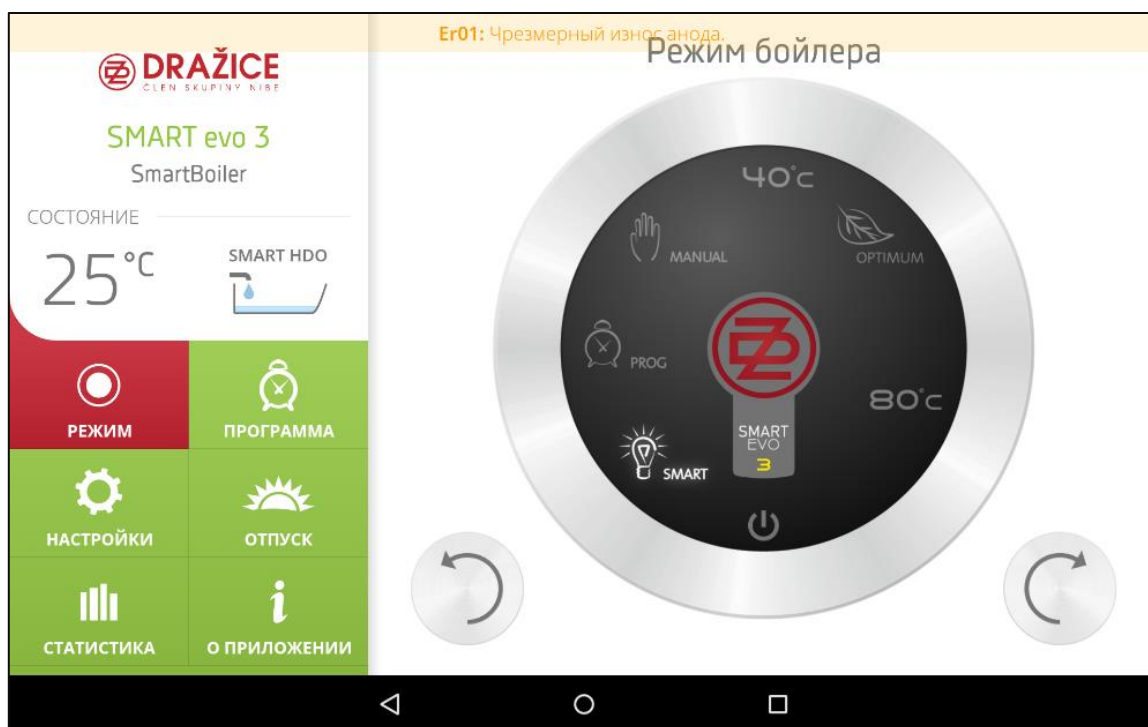 Er01: Чрезмерный износ анода.
DRAŽICE
ČLEN SKUPINY NIBE
SMART evo 3
SmartBoiler
СОСТОЯНИЕ
25°C
SMART HDO
РЕЖИМ
ПРОГРАММА
НАСТРОЙКИ
ОТПУСК
СТАТИСТИКА
О ПРИЛОЖЕНИИ
Режим бойлера
40°C
MANUAL
OPTIMUM
PROG
80°C
SMART
SMART
EVO
3